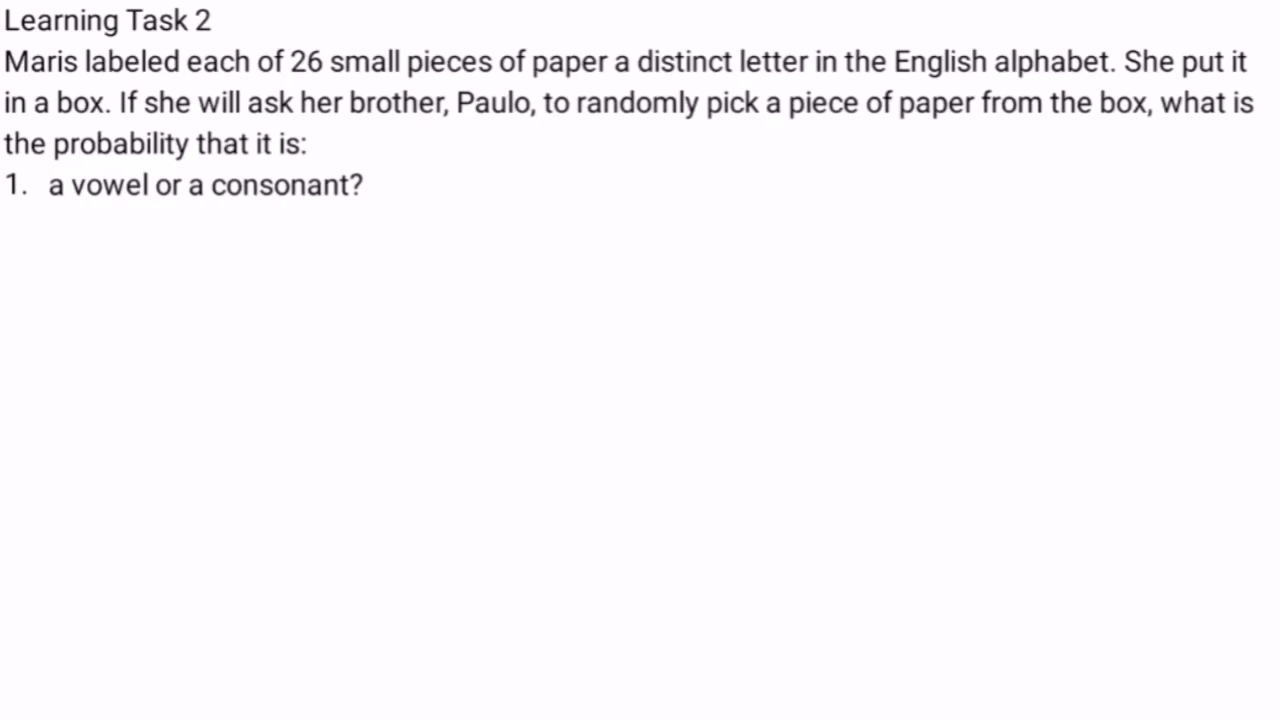 Learning Task 2
Maris labeled each of 26 small pieces of paper a distinct letter in the English alphabet. She put it
in a box. If she will ask her brother, Paulo, to randomly pick a piece of paper from the box, what is
the probability that it is:
1. a vowel or a consonant?